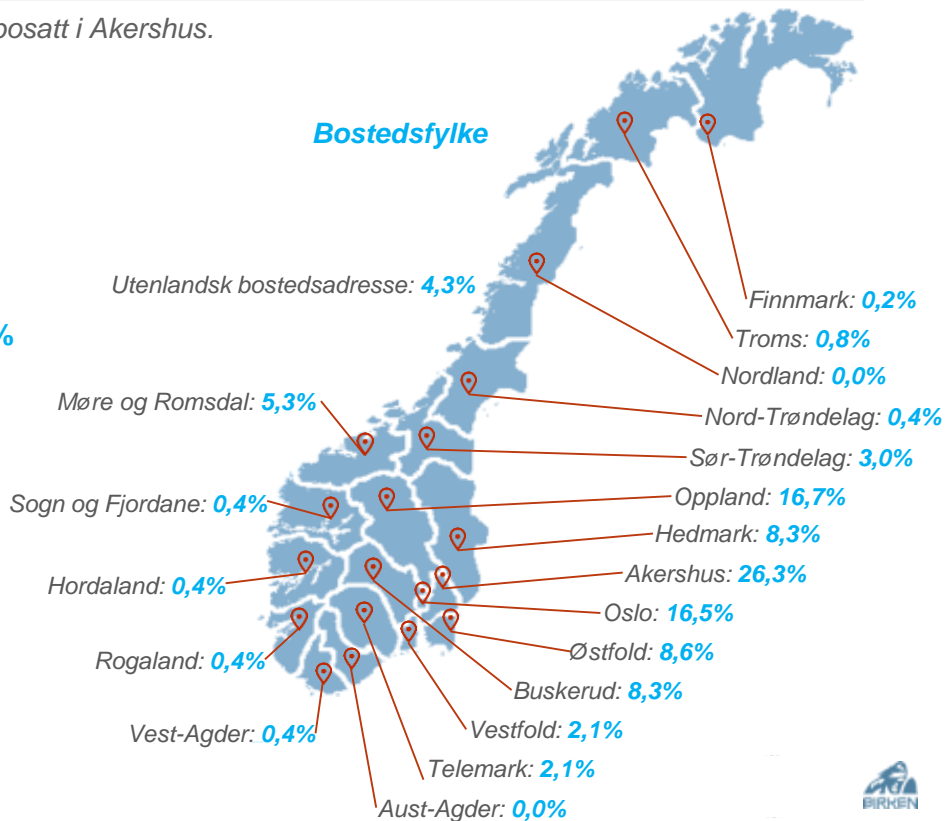 bosatt i Akershus.
Bostedsfylke
Utenlandsk bostedsadresse: 4,3%
%
Finnmark: 0,2%
Troms: 0,8%
Nordland: 0,0%
Nord-Trøndelag: 0,4%
Sør-Trøndelag: 3,0%
Oppland: 16,7%
Hedmark: 8,3%
Akershus: 26,3%
Oslo: 16,5%
Østfold: 8,6%
Buskerud: 8,3%
Vestfold: 2,1%
Telemark: 2,1%
Aust-Agder: 0,0%
Møre og Romsdal: 5,3%
Sogn og Fjordane: 0,4%
Hordaland: 0,4%
Rogaland: 0,4%
Vest-Agder: 0,4%
BIRKEN